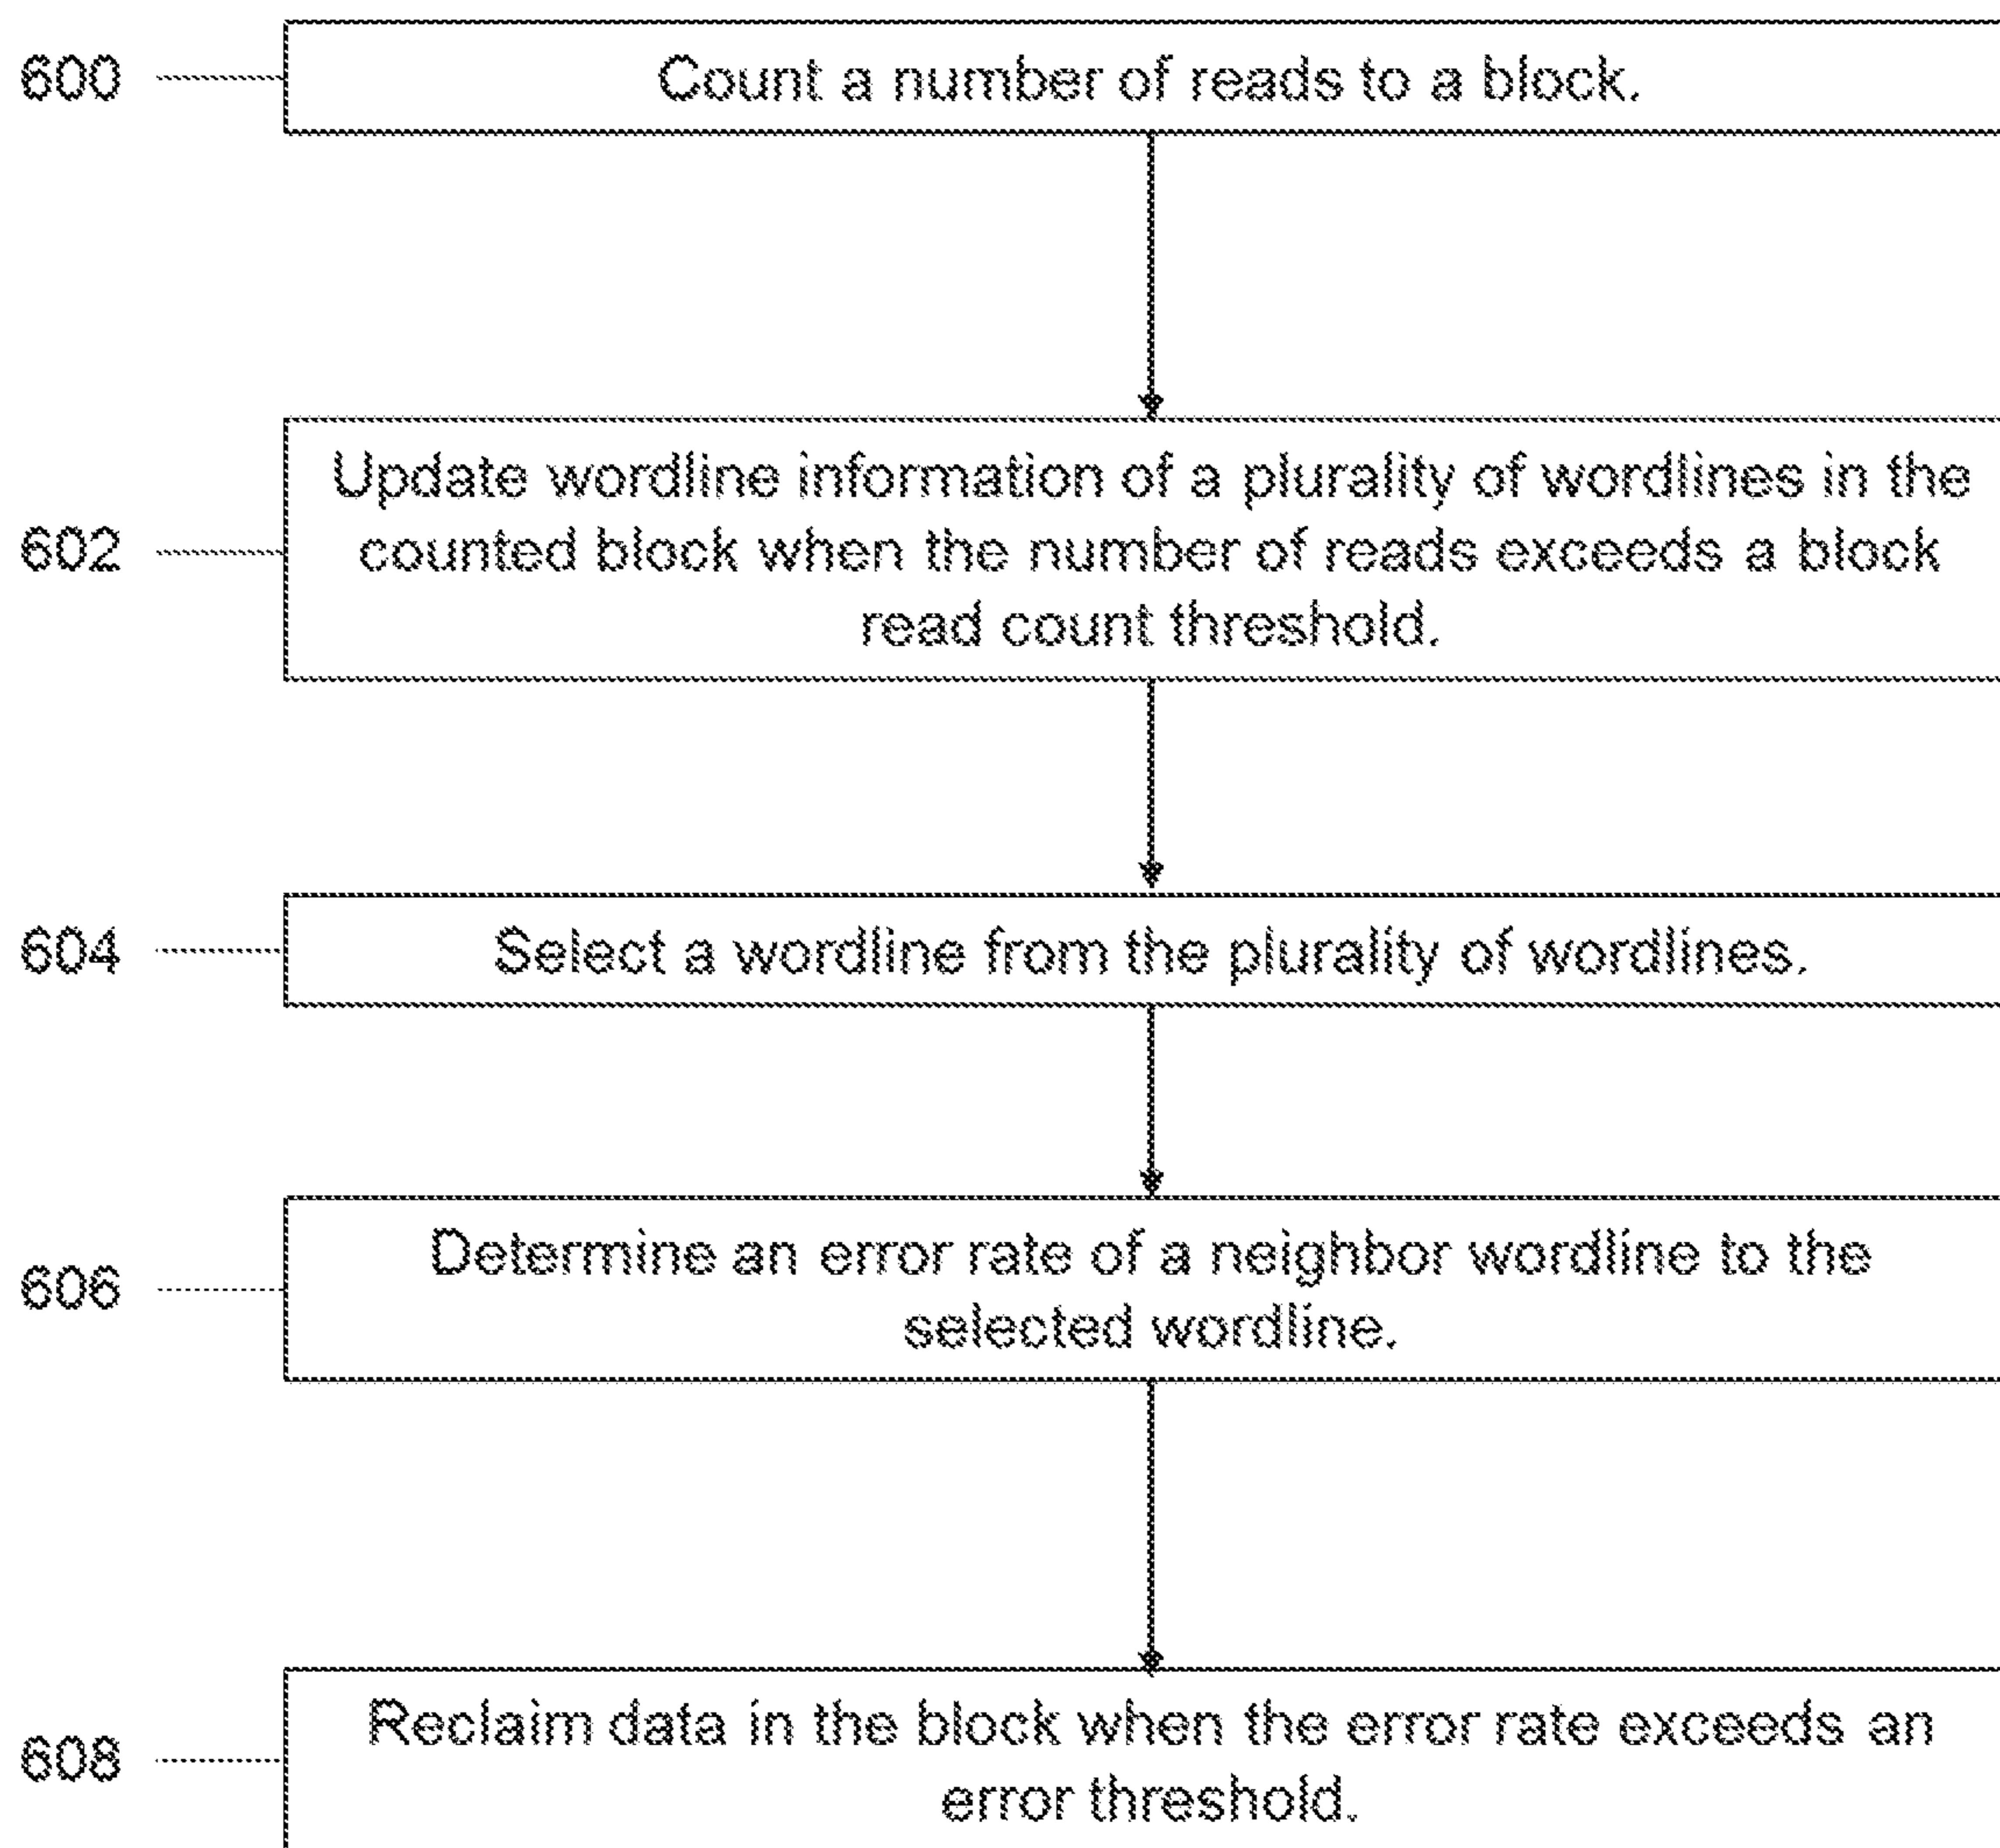 600
Count a number of reads to a block.
602
Update wordline information of a plurality of wordlines in the
counted block when the number of reads exceeds a block
read count threshold.
604
Select a wordline from the plurality of wordlines.
606
Determine an error rate of a neighbor wordline to the
selected wordline.
608
Reclaim data in the block when the error rate exceeds an
error threshold.